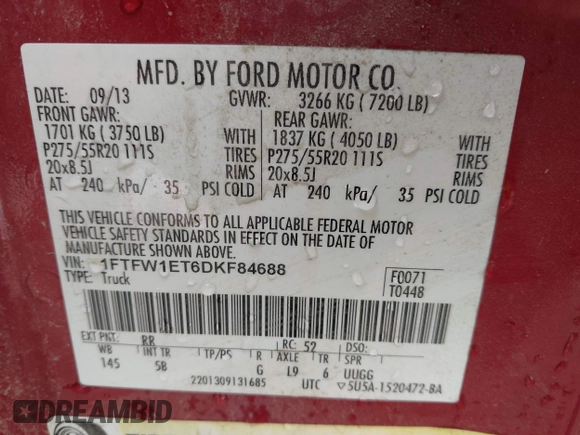 MFD. BY FORD MOTOR CO.
DATE: 09/13 GVWR: 3266 KG ( 7200 LB)
FRONT GAWR: REAR GAWR:
1701 KG ( 3750 LB) WITH 1837 KG ( 4050 LB) WITH
P275/55R20 111S TIRES P275/55R20 111S TIRES
20x8.5J RIMS 20x8.5J RIMS
AT 240 kPa/ 35 PSI COLD AT 240 kPa/ 35 PSI COLD
THIS VEHICLE CONFORMS TO ALL APPLICABLE FEDERAL MOTOR
VEHICLE SAFETY STANDARDS IN EFFECT ON THE DATE OF
MANUFACTURE SHOWN ABOVE.
VIN: 1FTFW1ET6DKF84688 F0071
TYPE: Truck T0448
EXT PNT: RR RC: 52 DSO:
WB INT TR TP/PS R AXLE TR SPR
145 5B G L9 6 UUGG
2201309131685 UTC ▽5U5A-1520472-BA
DREAMBID